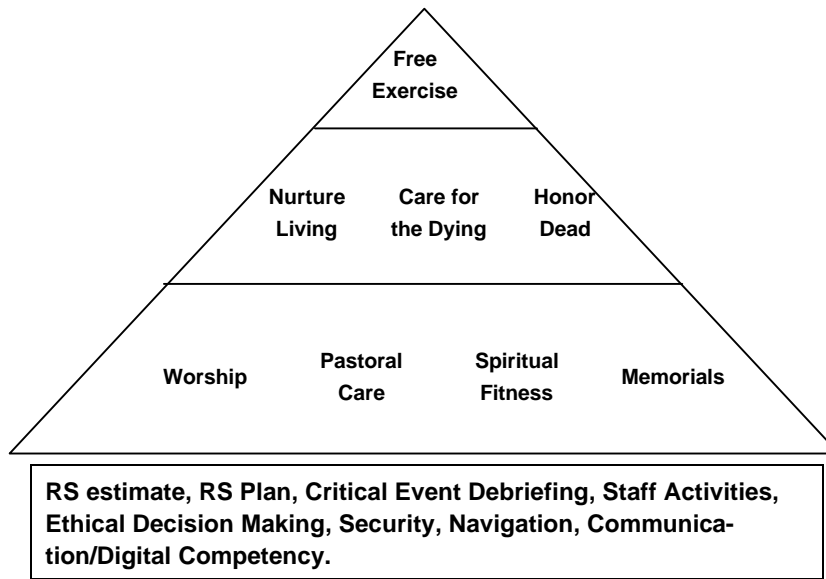 Free
Exercise
Nurture
Living
Care for
the Dying
Honor
Dead
Worship
Pastoral
Care
Spiritual
Fitness
Memorials
RS estimate, RS Plan, Critical Event Debriefing, Staff Activities,
Ethical Decision Making, Security, Navigation, Communica-
tion/Digital Competency.